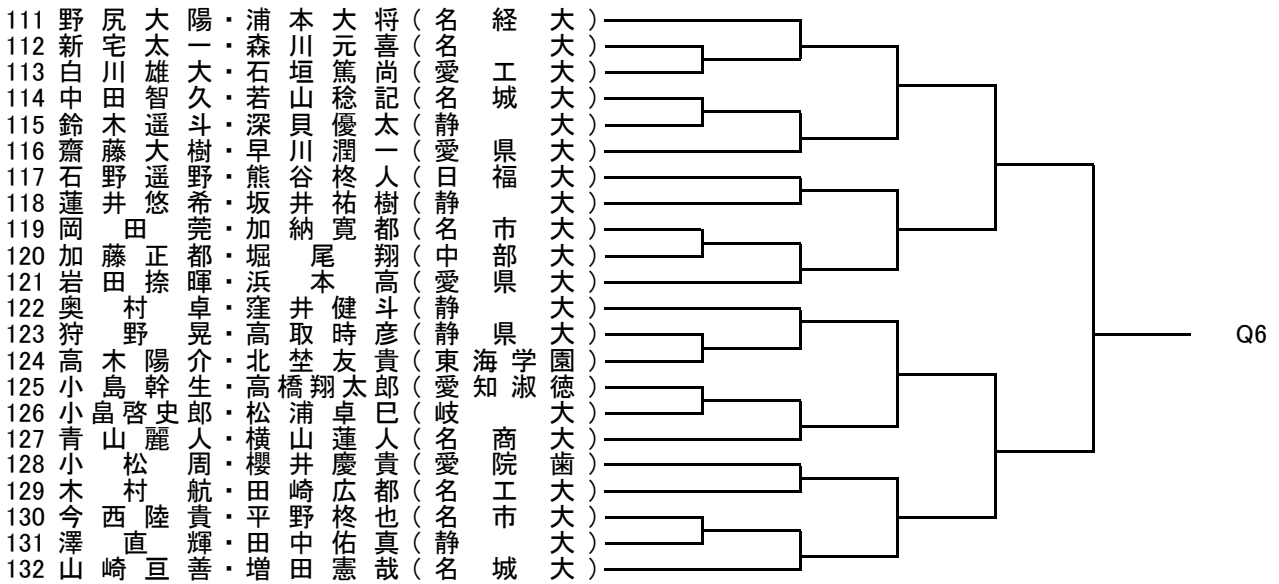 111 野尻大陽・浦本大将(名経大)
112 新宅太一・森川元喜(名大)
113 白川雄大・石垣篤尚(愛工大)
114 中田智久・若山稔記(名城大)
115 鈴木遥斗・深貝優太(静大)
116 齋藤大樹・早川潤一(愛県大)
117 石野遥野・熊谷柊人(日福大)
118 蓮井悠希・坂井祐樹(静大)
119 岡田莞・加納寛都(名市大)
120 加藤正都・堀尾翔(中部大)
121 岩田捺暉・浜本高(愛県大)
122 奥村卓・窪井健斗(静大)
123 狩野晃・高取時彦(静県大)
Q6
124 高木陽介・北埜友貴(東海学園)
125 小島幹生・高橋翔太郎(愛知淑徳)
126 小畠啓史郎・松浦卓巳(岐大)
127 青山麗人・横山蓮人(名商大)
128 小松周・櫻井慶貴(愛院歯)
129 木村航・田崎広都(名工大)
130 今西陸貴・平野柊也(名市大)
131 澤直輝・田中佑真(静大)
132 山崎亘善・増田憲哉(名城大)